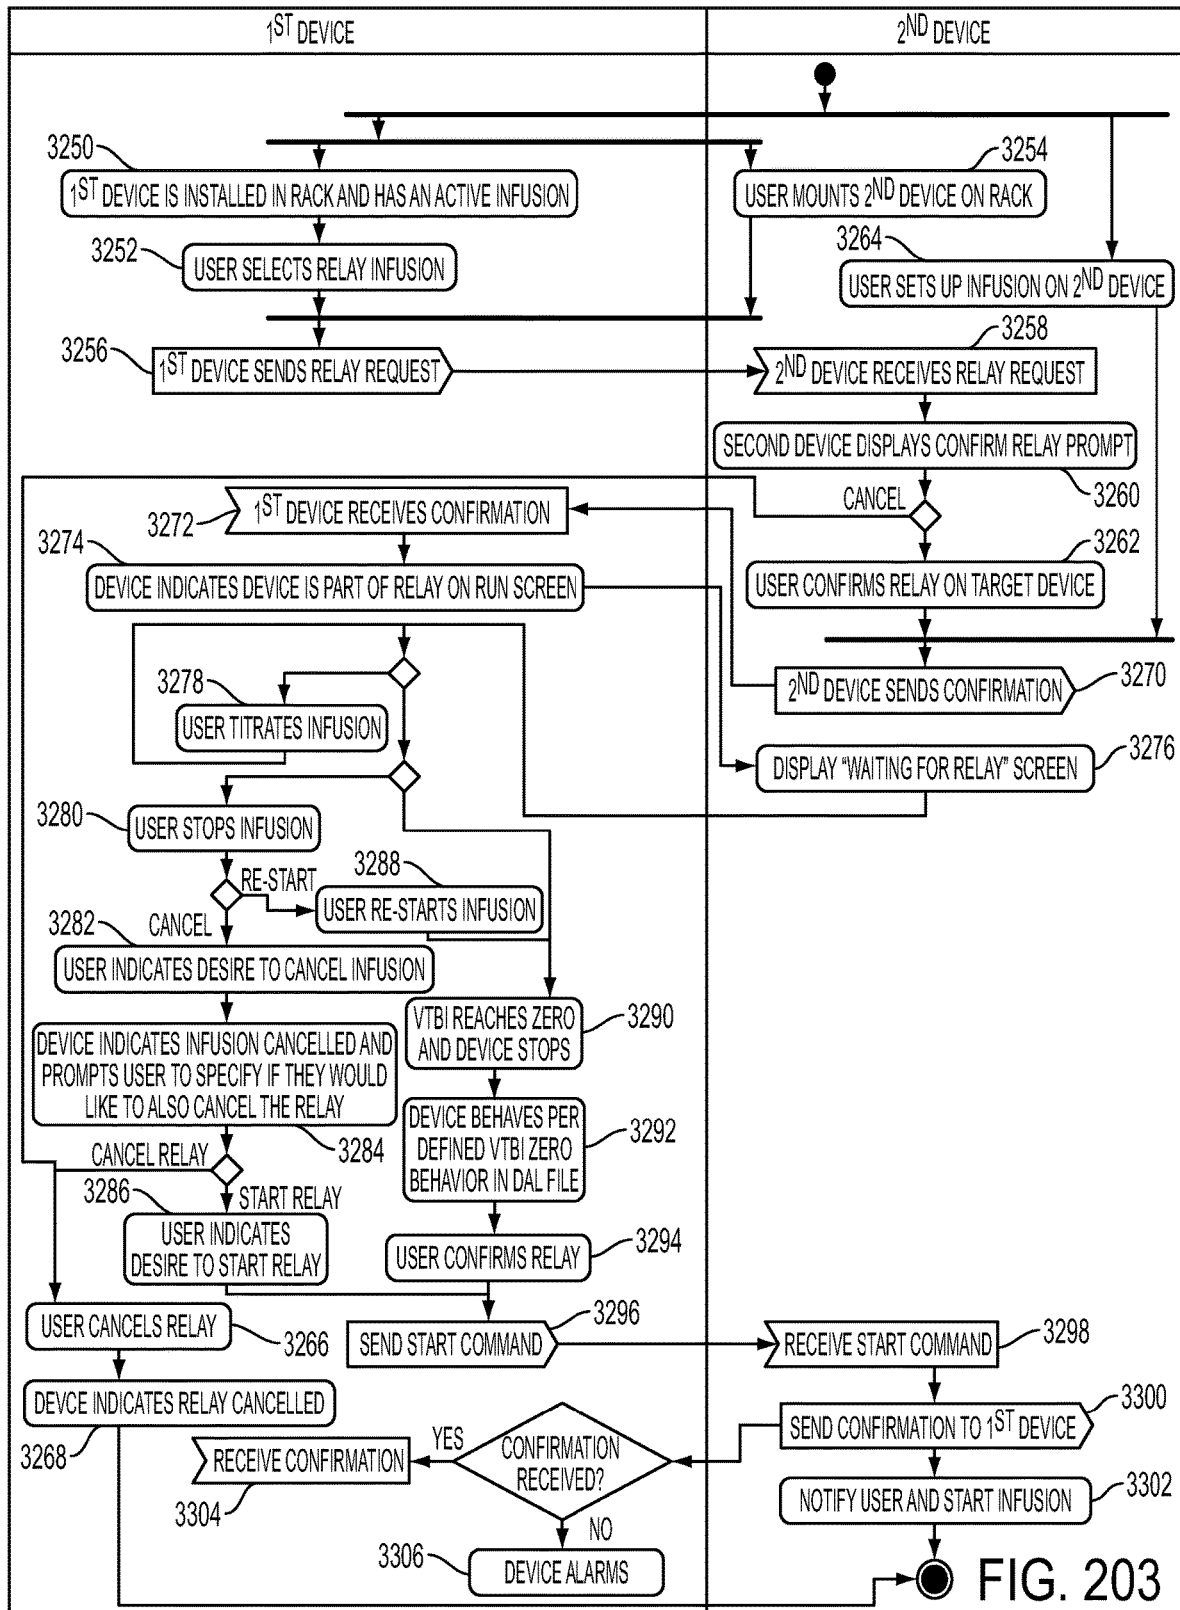 1ST DEVICE
2ND DEVICE
3250
1ST DEVICE IS INSTALLED IN RACK AND HAS AN ACTIVE INFUSION
3254
USER MOUNTS 2ND DEVICE ON RACK
3252
USER SELECTS RELAY INFUSION
3264
USER SETS UP INFUSION ON 2ND DEVICE
3256
1ST DEVICE SENDS RELAY REQUEST
3258
2ND DEVICE RECEIVES RELAY REQUEST
SECOND DEVICE DISPLAYS CONFIRM RELAY PROMPT
3260
CANCEL
3272
1ST DEVICE RECEIVES CONFIRMATION
3262
USER CONFIRMS RELAY ON TARGET DEVICE
3274
DEVICE INDICATES DEVICE IS PART OF RELAY ON RUN SCREEN
2ND DEVICE SENDS CONFIRMATION
3270
3278
USER TITRATES INFUSION
DISPLAY “WAITING FOR RELAY” SCREEN
3276
3280
USER STOPS INFUSION
RE-START
3288
USER RE-STARTS INFUSION
CANCEL
3282
USER INDICATES DESIRE TO CANCEL INFUSION
VTBI REACHES ZERO
AND DEVICE STOPS
3290
DEVICE INDICATES INFUSION CANCELLED AND
PROMPTS USER TO SPECIFY IF THEY WOULD
LIKE TO ALSO CANCEL THE RELAY
3284
DEVICE BEHAVES PER
DEFINED VTBI ZERO
BEHAVIOR IN DAL FILE
3292
CANCEL RELAY
START RELAY
3286
USER INDICATES
DESIRE TO START RELAY
USER CONFIRMS RELAY
3294
USER CANCELS RELAY
3266
SEND START COMMAND
3296
RECEIVE START COMMAND
3298
DEVCE INDICATES RELAY CANCELLED
3268
SEND CONFIRMATION TO 1ST DEVICE
3300
CONFIRMATION
RECEIVED?
YES
RECEIVE CONFIRMATION
3304
NOTIFY USER AND START INFUSION
3302
NO
3306
DEVICE ALARMS
FIG. 203